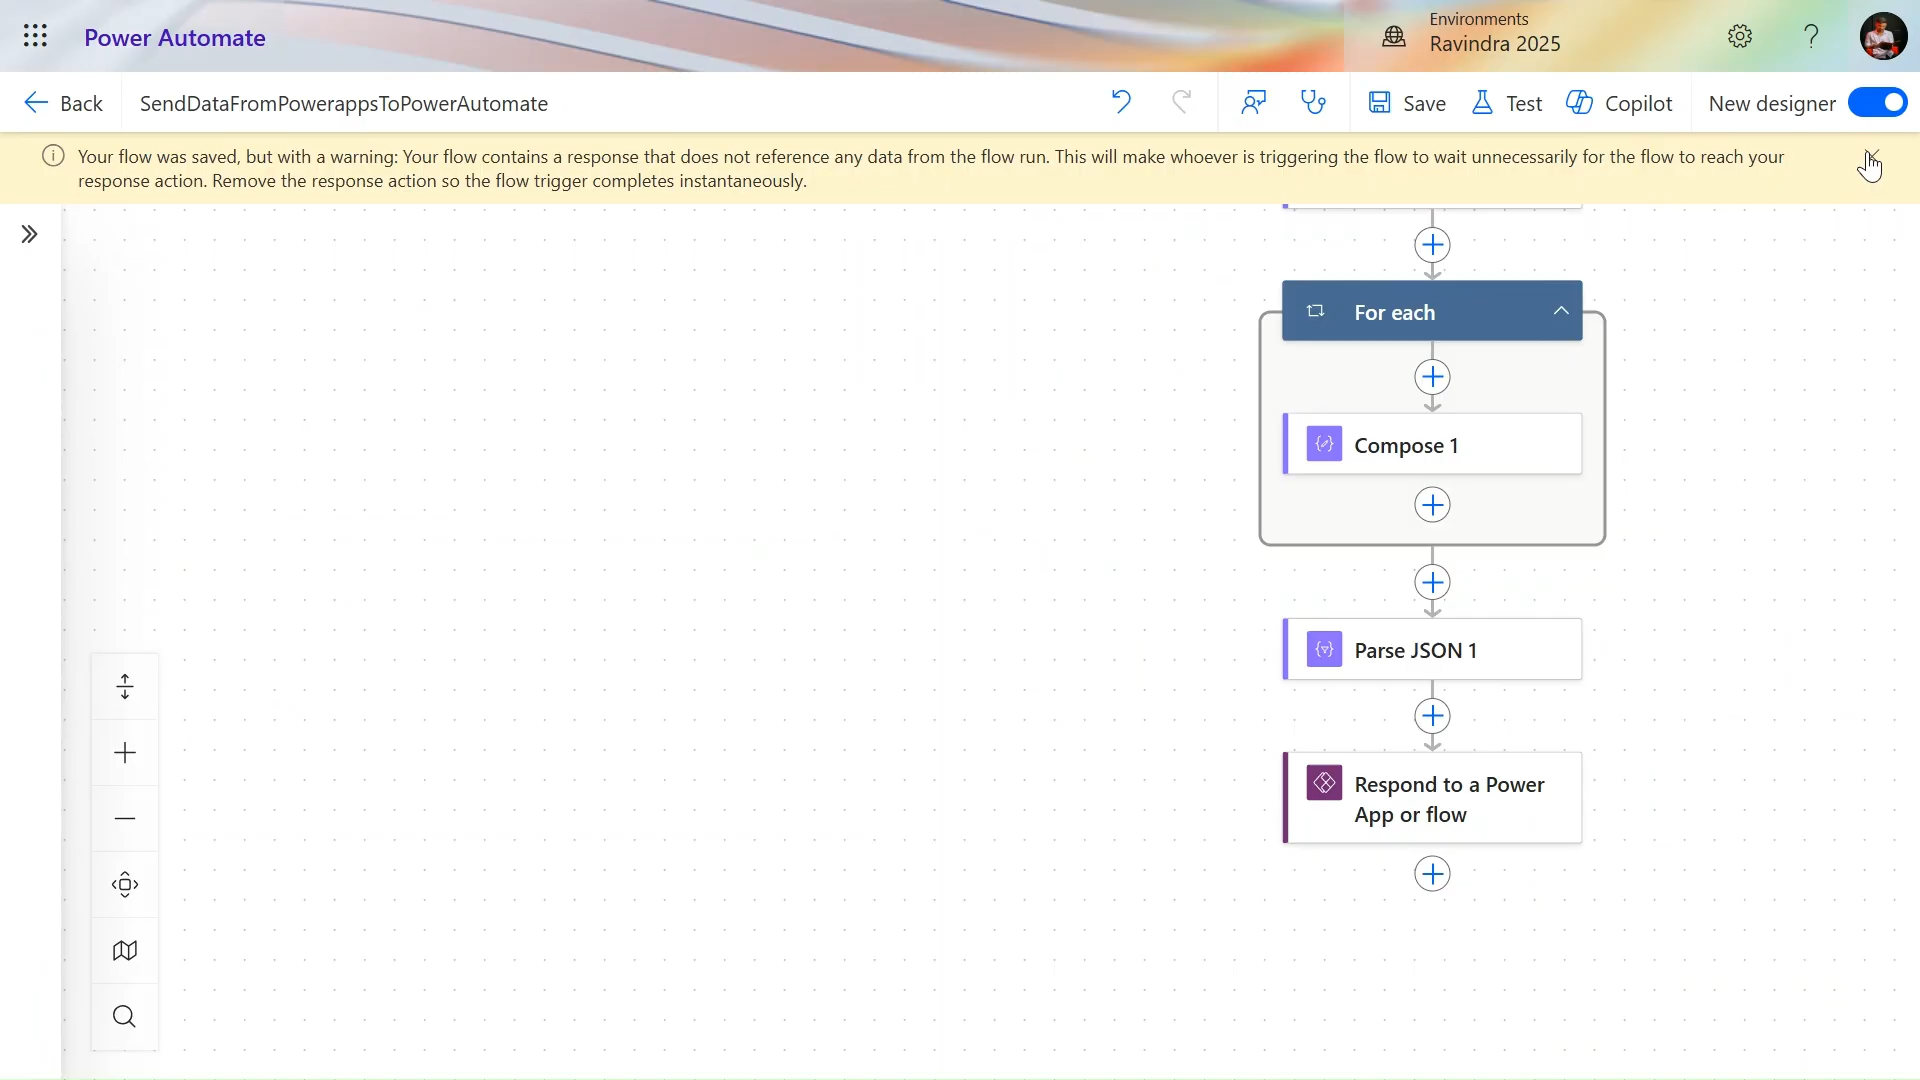 Power Automate
Environments
Ravindra 2025
Back
SendDataFromPowerappsToPowerAutomate
Save
Test
Copilot
New designer
Your flow was saved, but with a warning: Your flow contains a response that does not reference any data from the flow run. This will make whoever is triggering the flow to wait unnecessarily for the flow to reach your
response action. Remove the response action so the flow trigger completes instantaneously.
For each
Compose 1
Parse JSON 1
Respond to a Power
App or flow